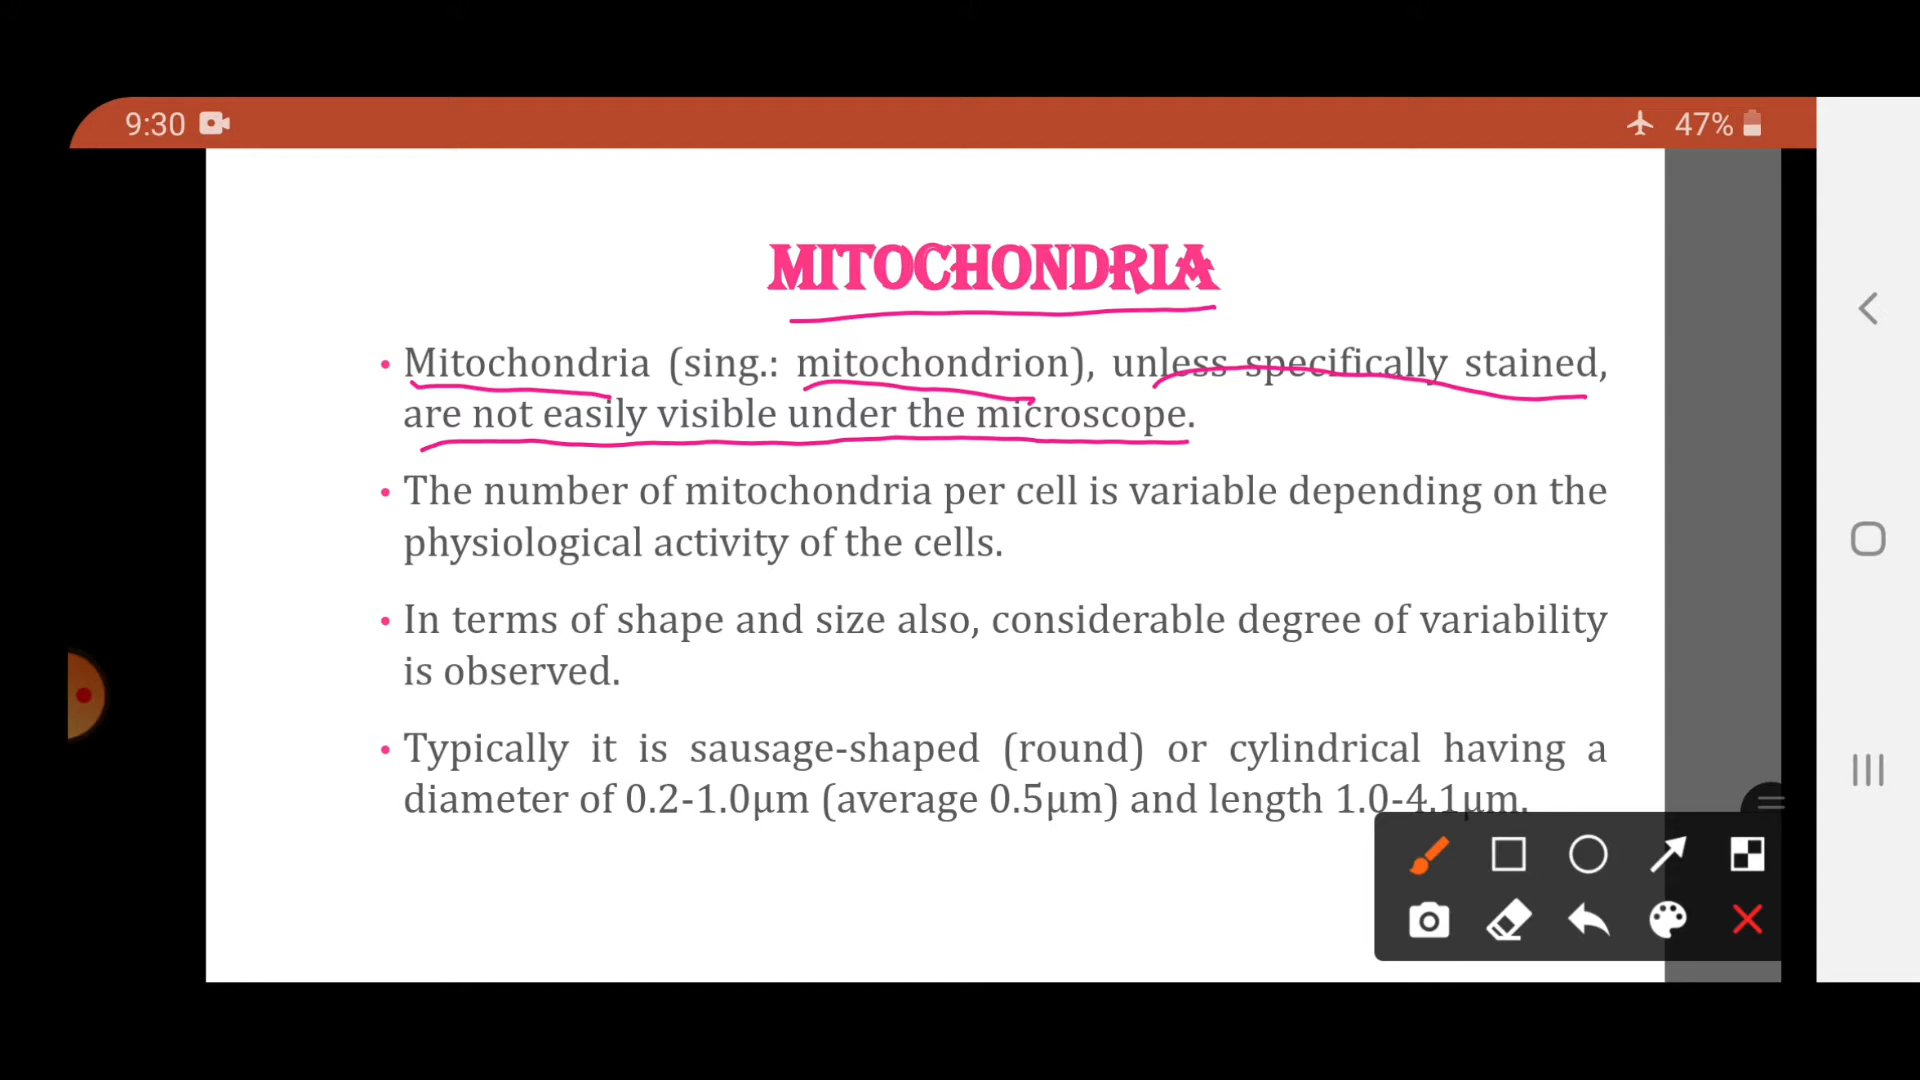 9:30
47%
MITOCHONDRIA
• Mitochondria (sing.: mitochondrion), unless specifically stained,
are not easily visible under the microscope.
• The number of mitochondria per cell is variable depending on the
physiological activity of the cells.
• In terms of shape and size also, considerable degree of variability
is observed.
• Typically it is sausage-shaped (round) or cylindrical having a
diameter of 0.2-1.0μm (average 0.5μm) and length 1.0-4.1μm.